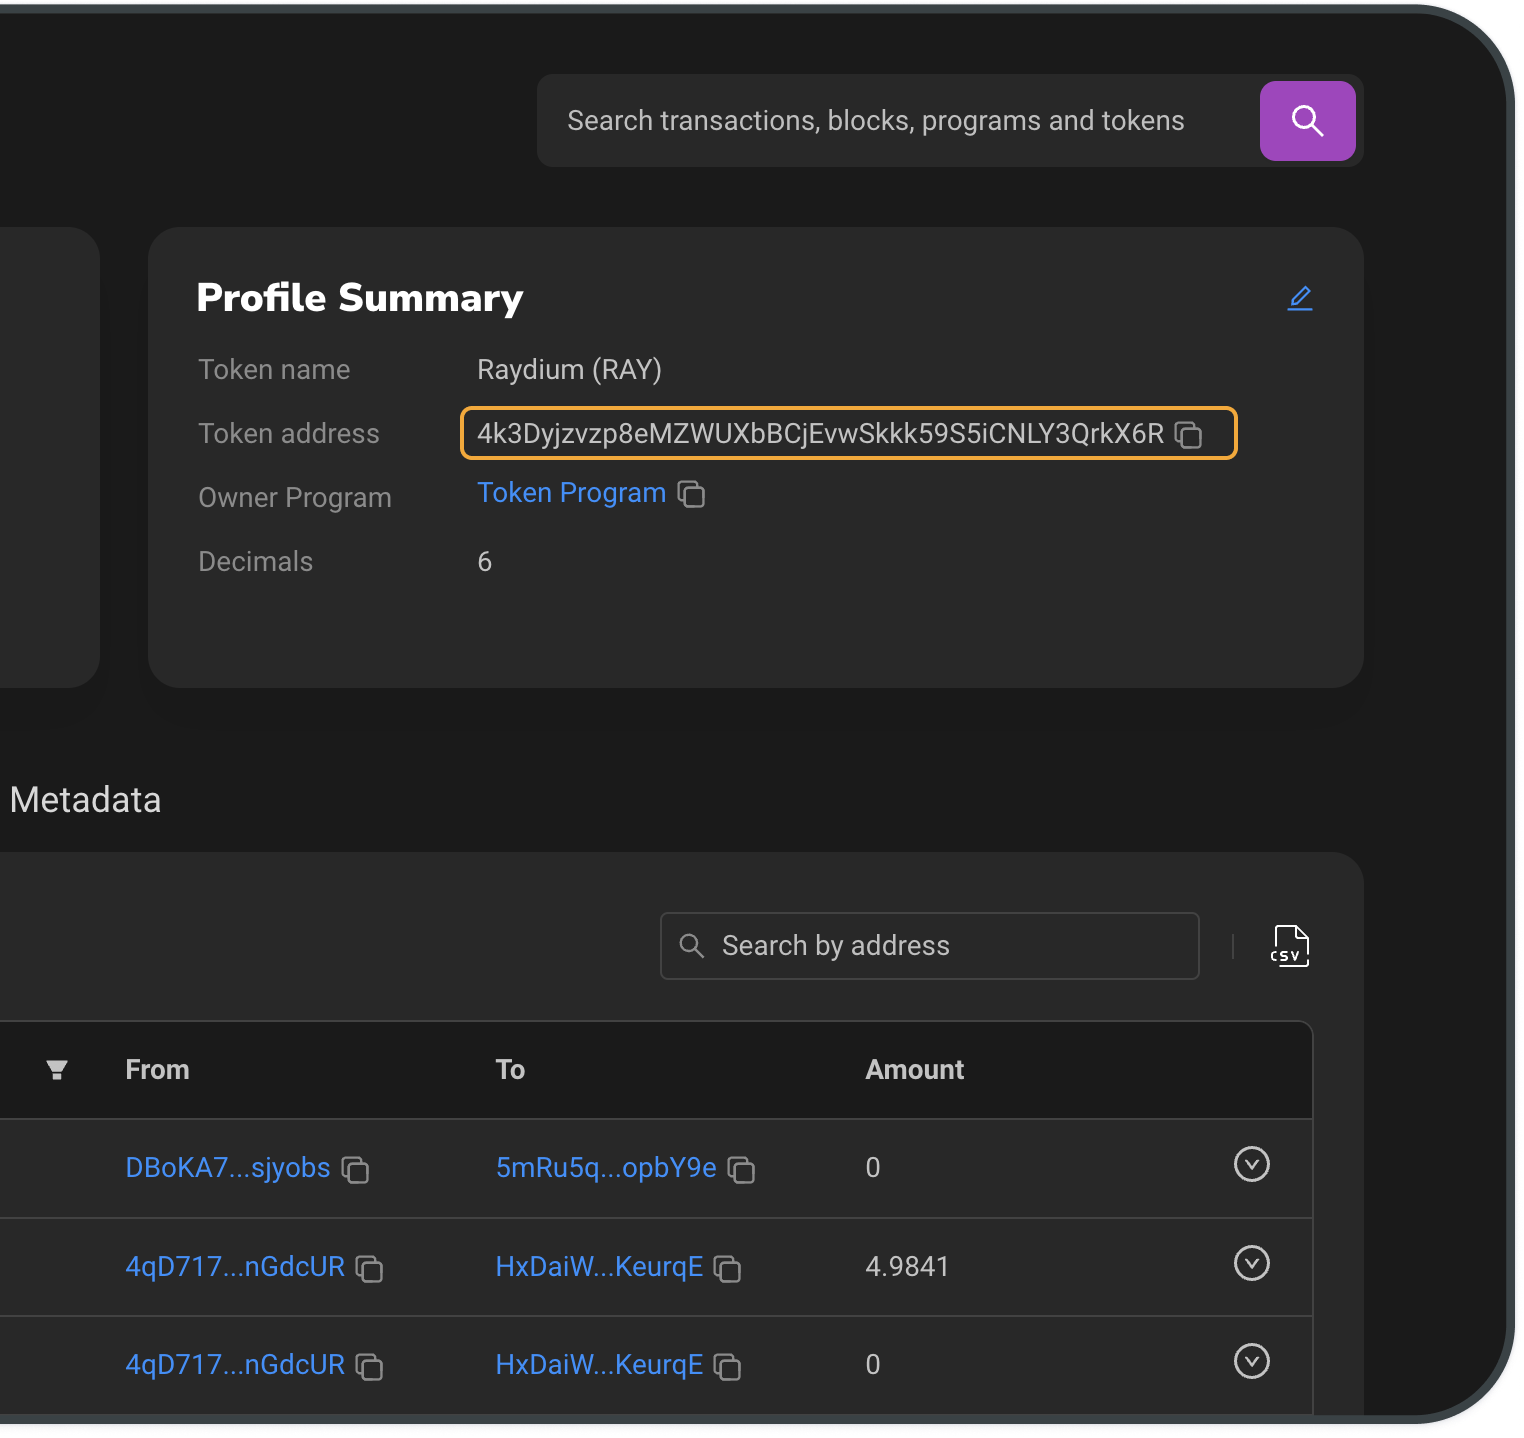 Search transactions, blocks, programs and tokens
Profile Summary
Token name Raydium (RAY)
Token address 4k3Dyjzvzp8eMZWUXbBCjEvwSkkk59S5iCNLY3QrkX6R
Owner Program Token Program
Decimals 6
Metadata
Search by address
CSV
From To Amount
DBoKA7...sjyobs 5mRu5q...opbY9e 0
4qD717...nGdcUR HxDaiW...KeurqE 4.9841
4qD717...nGdcUR HxDaiW...KeurqE 0